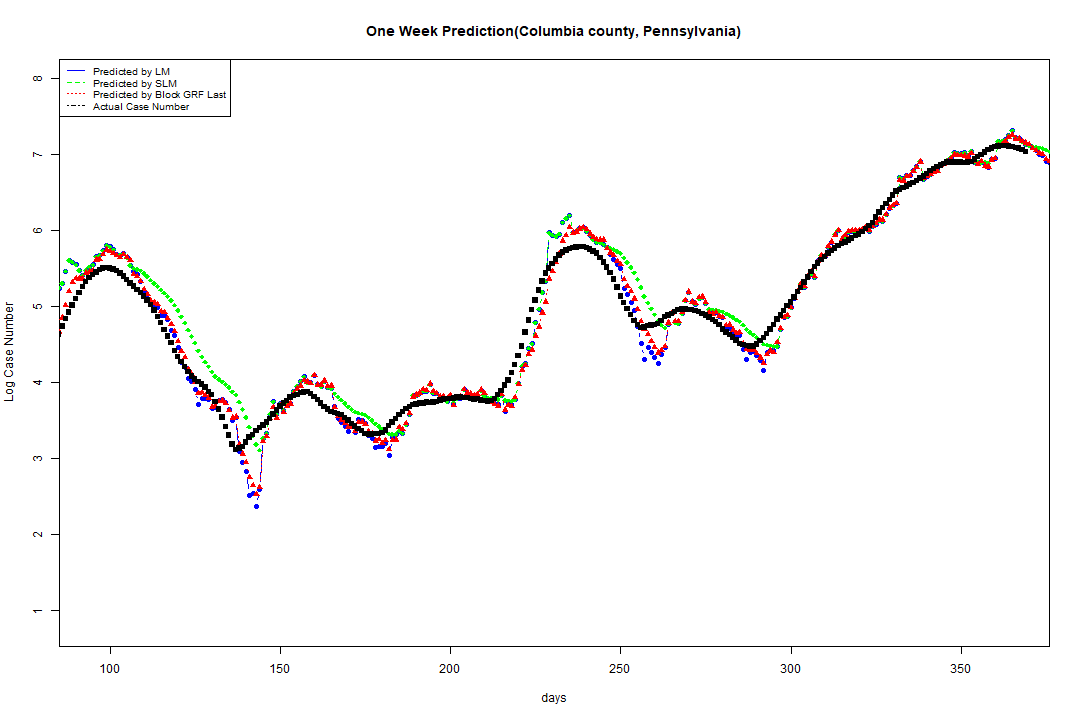 One Week Prediction(Columbia county, Pennsylvania)
Predicted by LM
Predicted by SLM
Predicted by Block GRF Last
Actual Case Number
8
7
6
5
4
3
2
1
Log Case Number
100 150 200 250 300 350
days